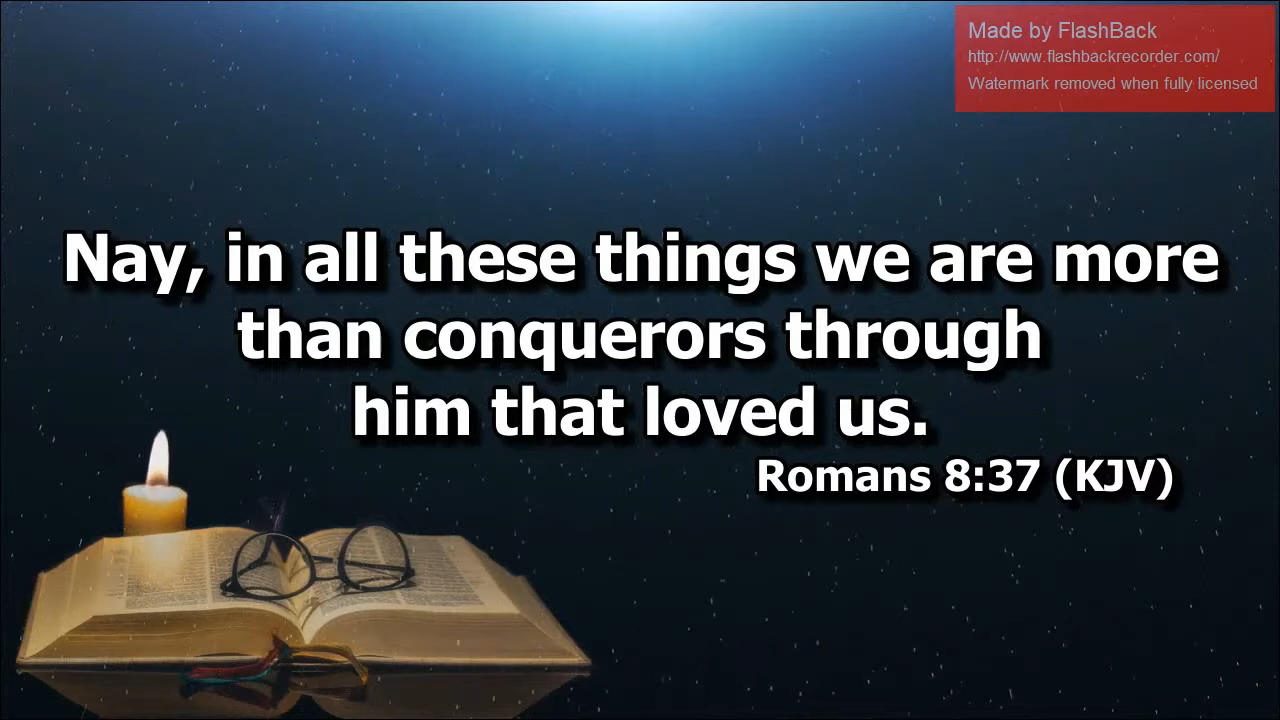 Made by FlashBack
http://www.flashbackrecorder.com/
Watermark removed when fully licensed
Nay, in all these things we are more
than conquerors through
him that loved us.
Romans 8:37 (KJV)